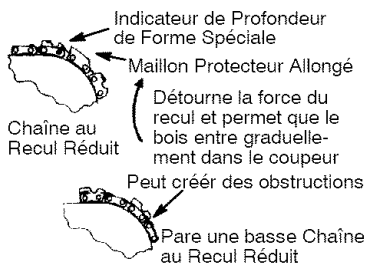 Indicateur de Profondeur
de Forme Spéciale
Maillon Protecteur Allongé
Détourne la force du
recul et permet que le
bois entre graduelle-
ment dans le coupeur
Chaîne au
Recul Réduit
Peut créér des obstructions
Pare une basse Chaîne
au Recul Réduit